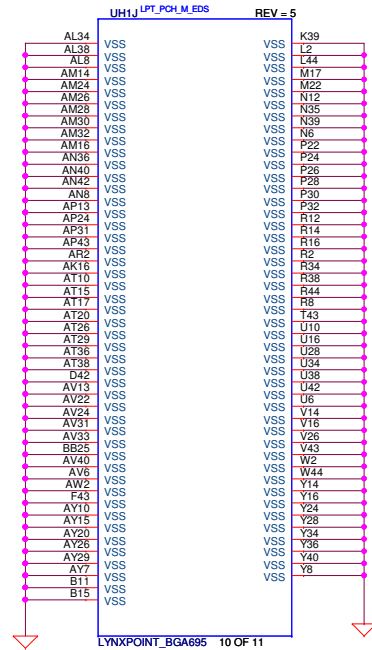 UH1J LPT_PCH_M_EDS REV = 5
AL34 VSS VSS K39
AL38 VSS VSS L2
AL8 VSS VSS L44
AM14 VSS VSS M17
AM24 VSS VSS M22
AM26 VSS VSS N12
AM28 VSS VSS N35
AM30 VSS VSS N39
AM32 VSS VSS N6
AM16 VSS VSS P22
AN36 VSS VSS P24
AN40 VSS VSS P26
AN42 VSS VSS P28
AN8 VSS VSS P30
AP13 VSS VSS P32
AP24 VSS VSS R12
AP31 VSS VSS R14
AP43 VSS VSS R16
AR2 VSS VSS R2
AK16 VSS VSS R34
AT10 VSS VSS R38
AT15 VSS VSS R44
AT17 VSS VSS R8
AT20 VSS VSS T43
AT26 VSS VSS U10
AT29 VSS VSS U16
AT36 VSS VSS U28
AT38 VSS VSS U34
D42 VSS VSS U38
AV13 VSS VSS U42
AV22 VSS VSS U6
AV24 VSS VSS V14
AV31 VSS VSS V16
AV33 VSS VSS V26
BB25 VSS VSS V43
AV40 VSS VSS W2
AV6 VSS VSS W44
AW2 VSS VSS Y14
F43 VSS VSS Y16
AY10 VSS VSS Y24
AY15 VSS VSS Y28
AY20 VSS VSS Y34
AY26 VSS VSS Y36
AY29 VSS VSS Y40
AY7 VSS VSS Y8
B11 VSS
B15 VSS
LYNXPOINT_BGA695 10 OF 11